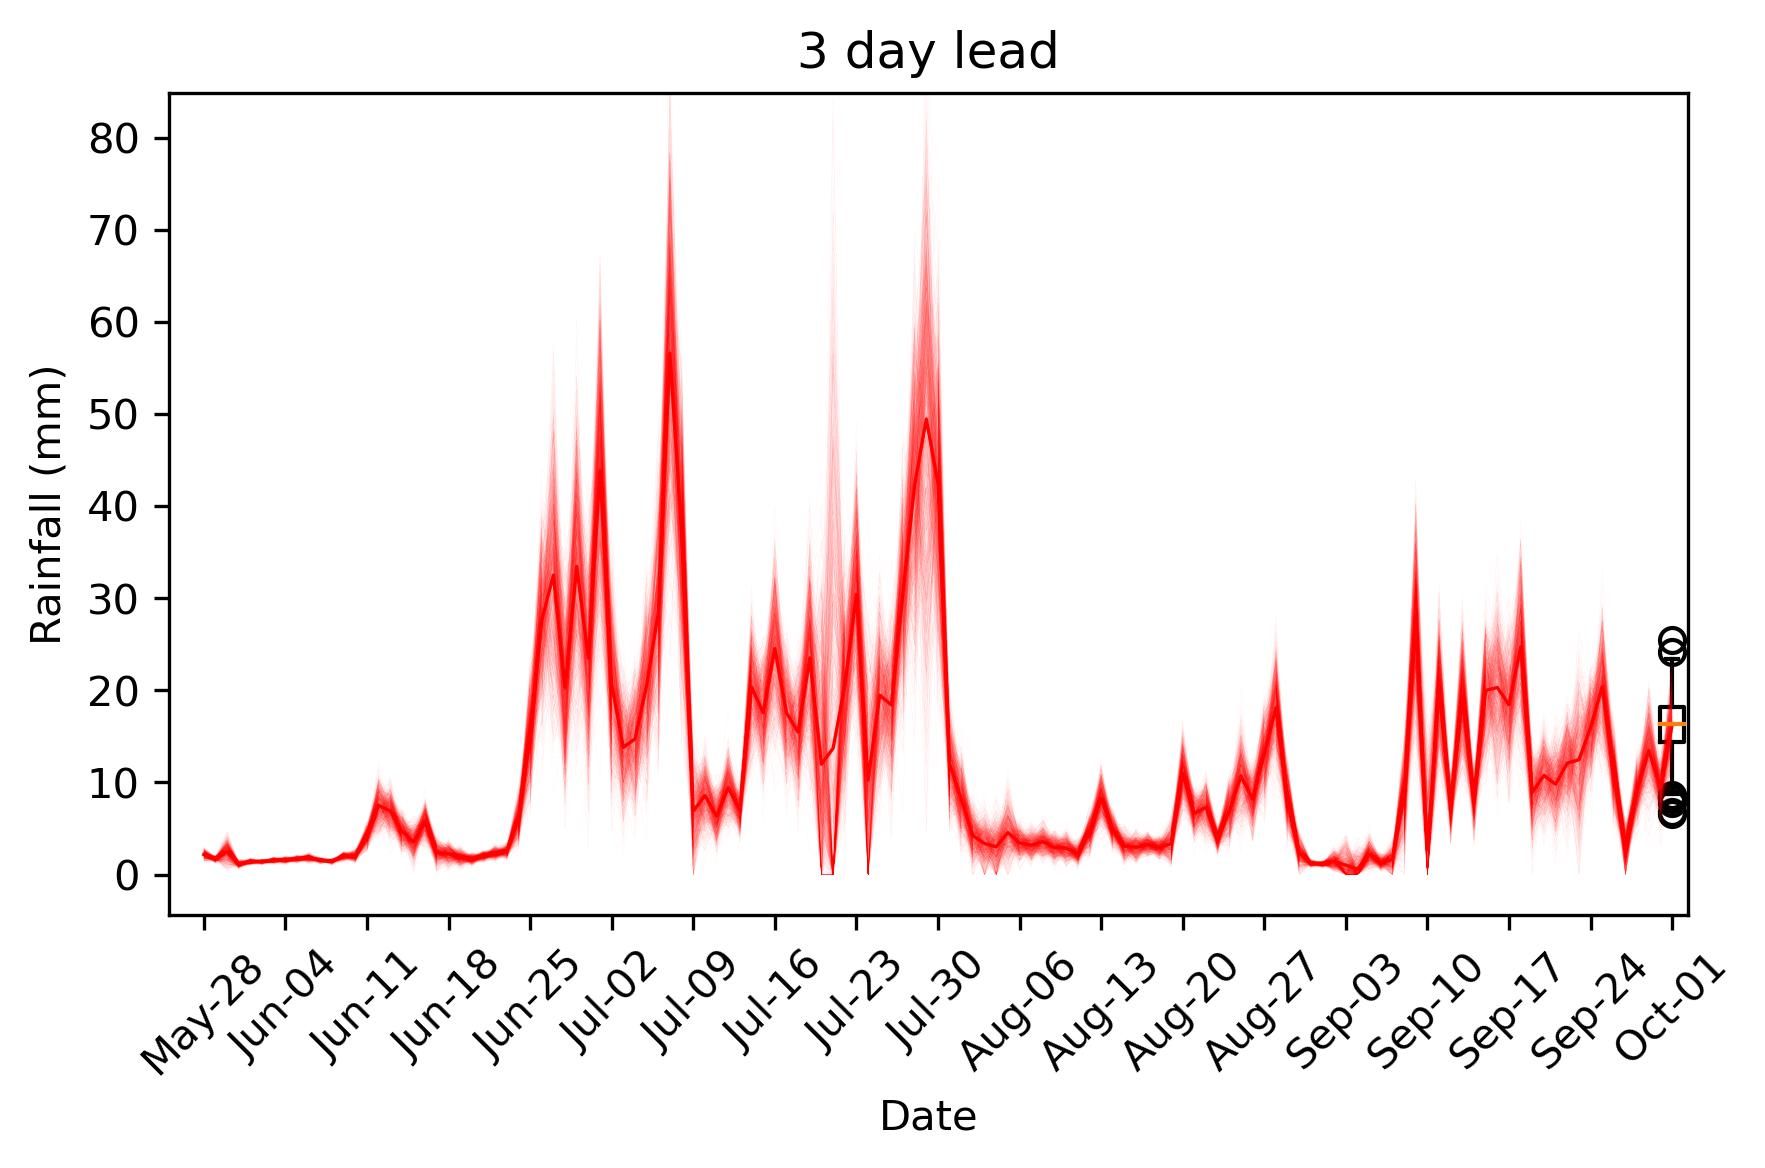 3 day lead
80
70
60
50
40
30
20
10
0
Rainfall (mm)
May-28
Jun-04
Jun-11
Jun-18
Jun-25
Jul-02
Jul-09
Jul-16
Jul-23
Jul-30
Aug-06
Aug-13
Aug-20
Aug-27
Sep-03
Sep-10
Sep-17
Sep-24
Oct-01
Date